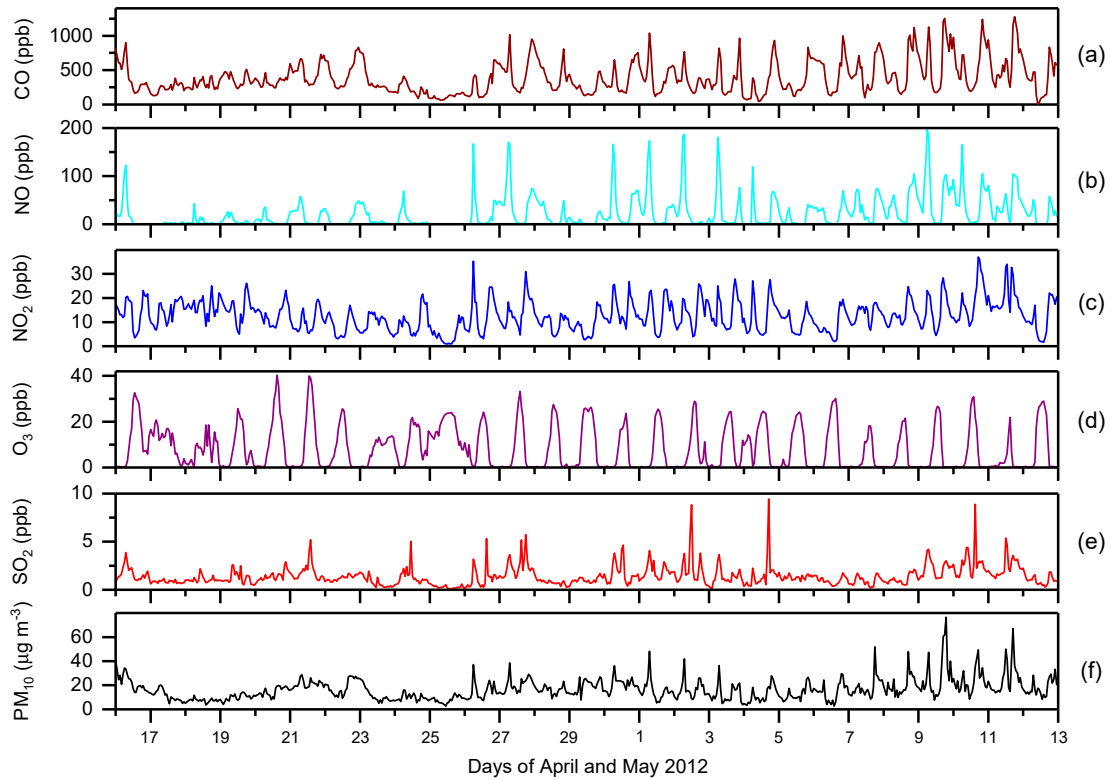 1000
500
0
CO (ppb)
(a)
200
100
0
NO (ppb)
(b)
30
20
10
0
NO₂ (ppb)
(c)
40
20
0
O₃ (ppb)
(d)
10
5
0
SO₂ (ppb)
(e)
60
40
20
0
PM₁₀ (μg m⁻³)
(f)
17 19 21 23 25 27 29 1 3 5 7 9 11 13
Days of April and May 2012